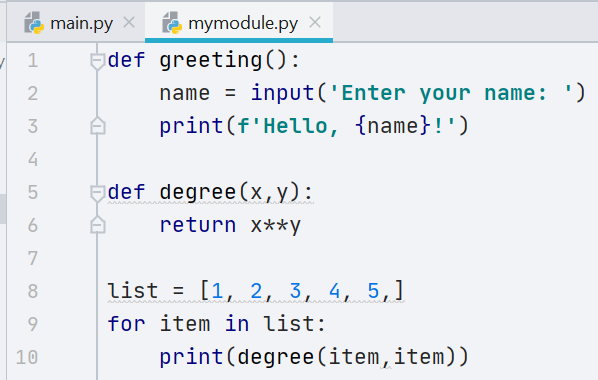 main.py mymodule.py
1 def greeting():
2     name = input('Enter your name: ')
3     print(f'Hello, {name}!')
4
5 def degree(x,y):
6     return x**y
7
8 list = [1, 2, 3, 4, 5,]
9 for item in list:
10     print(degree(item,item))